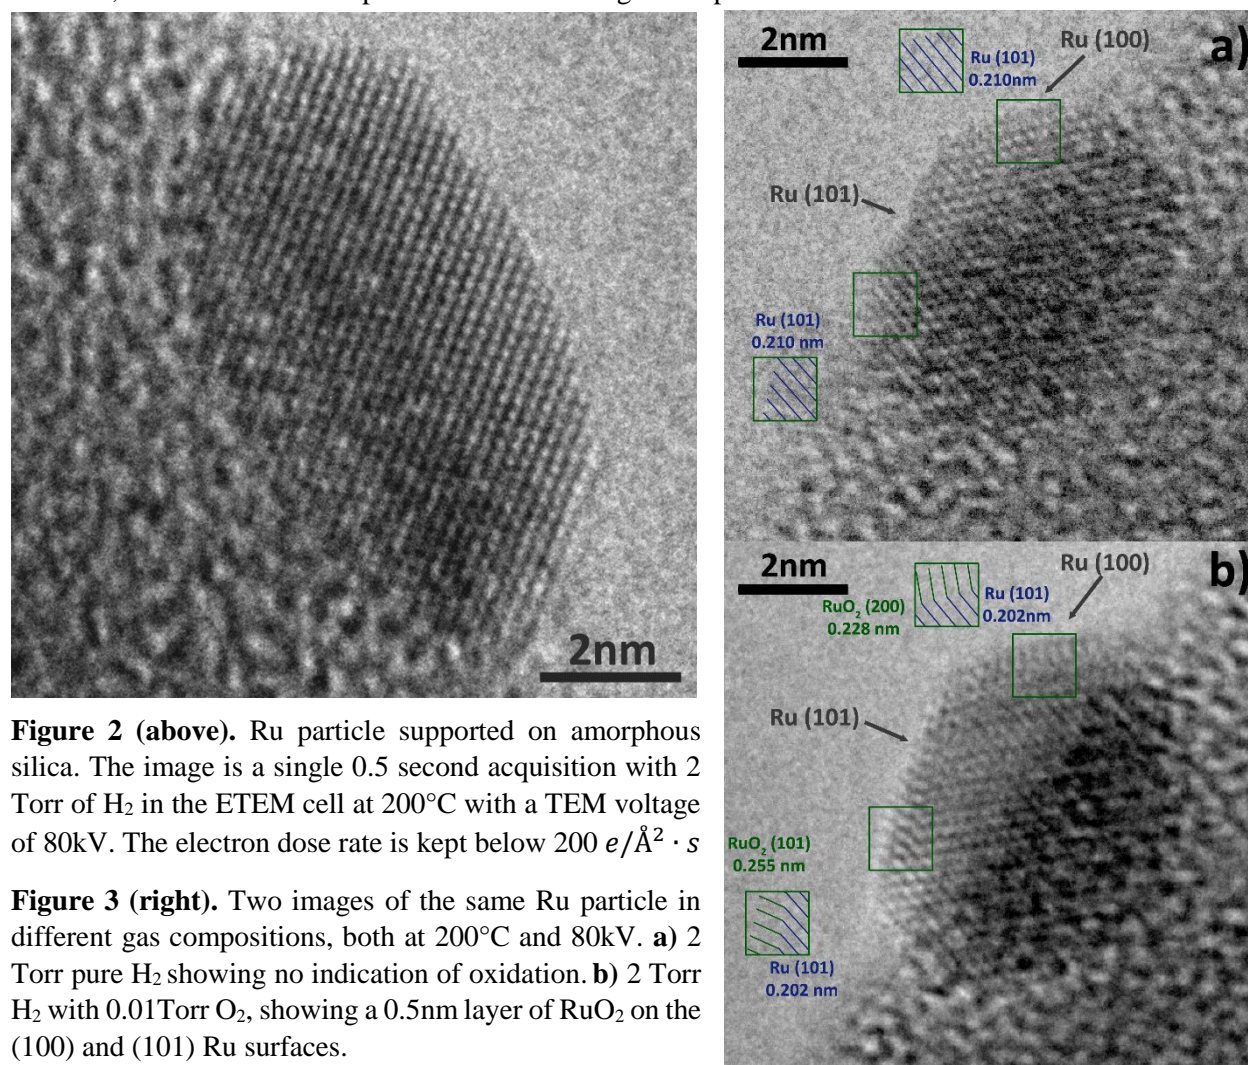 2nm
Figure 2 (above). Ru particle supported on amorphous
silica. The image is a single 0.5 second acquisition with 2
Torr of H₂ in the ETEM cell at 200°C with a TEM voltage
of 80kV. The electron dose rate is kept below 200 e/Å² · s
Figure 3 (right). Two images of the same Ru particle in
different gas compositions, both at 200°C and 80kV. a) 2
Torr pure H₂ showing no indication of oxidation. b) 2 Torr
H₂ with 0.01Torr O₂, showing a 0.5nm layer of RuO₂ on the
(100) and (101) Ru surfaces.
2nm
a)
Ru (100)
Ru (101)
0.210nm
Ru (101)
Ru (101)
0.210 nm
2nm
b)
Ru (100)
RuO₂ (200)
0.228 nm
Ru (101)
0.202nm
Ru (101)
RuO₂ (101)
0.255 nm
Ru (101)
0.202 nm